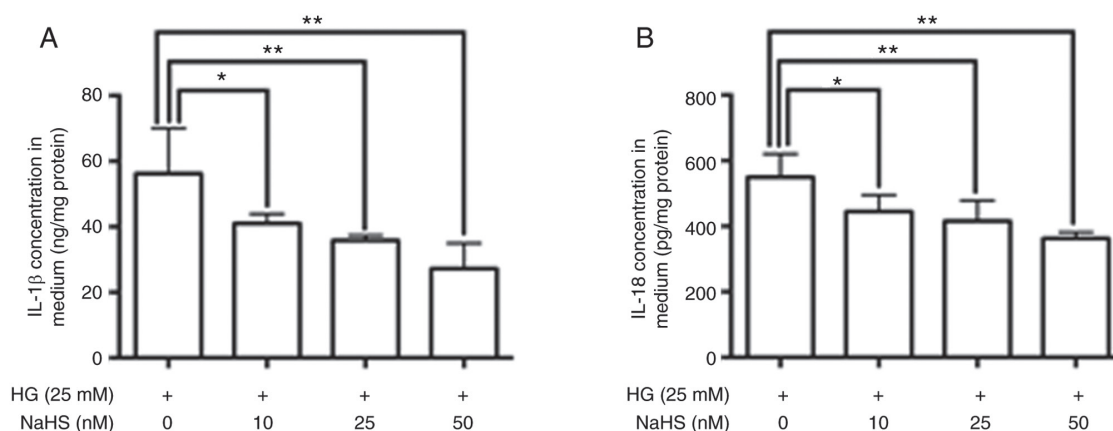 A
**
**
*
80
60
40
20
0
IL-1β concentration in
medium (ng/mg protein)
HG (25 mM) + + + +
NaHS (nM) 0 10 25 50
B
**
**
*
800
600
400
200
0
IL-18 concentration in
medium (pg/mg protein)
HG (25 mM) + + + +
NaHS (nM) 0 10 25 50